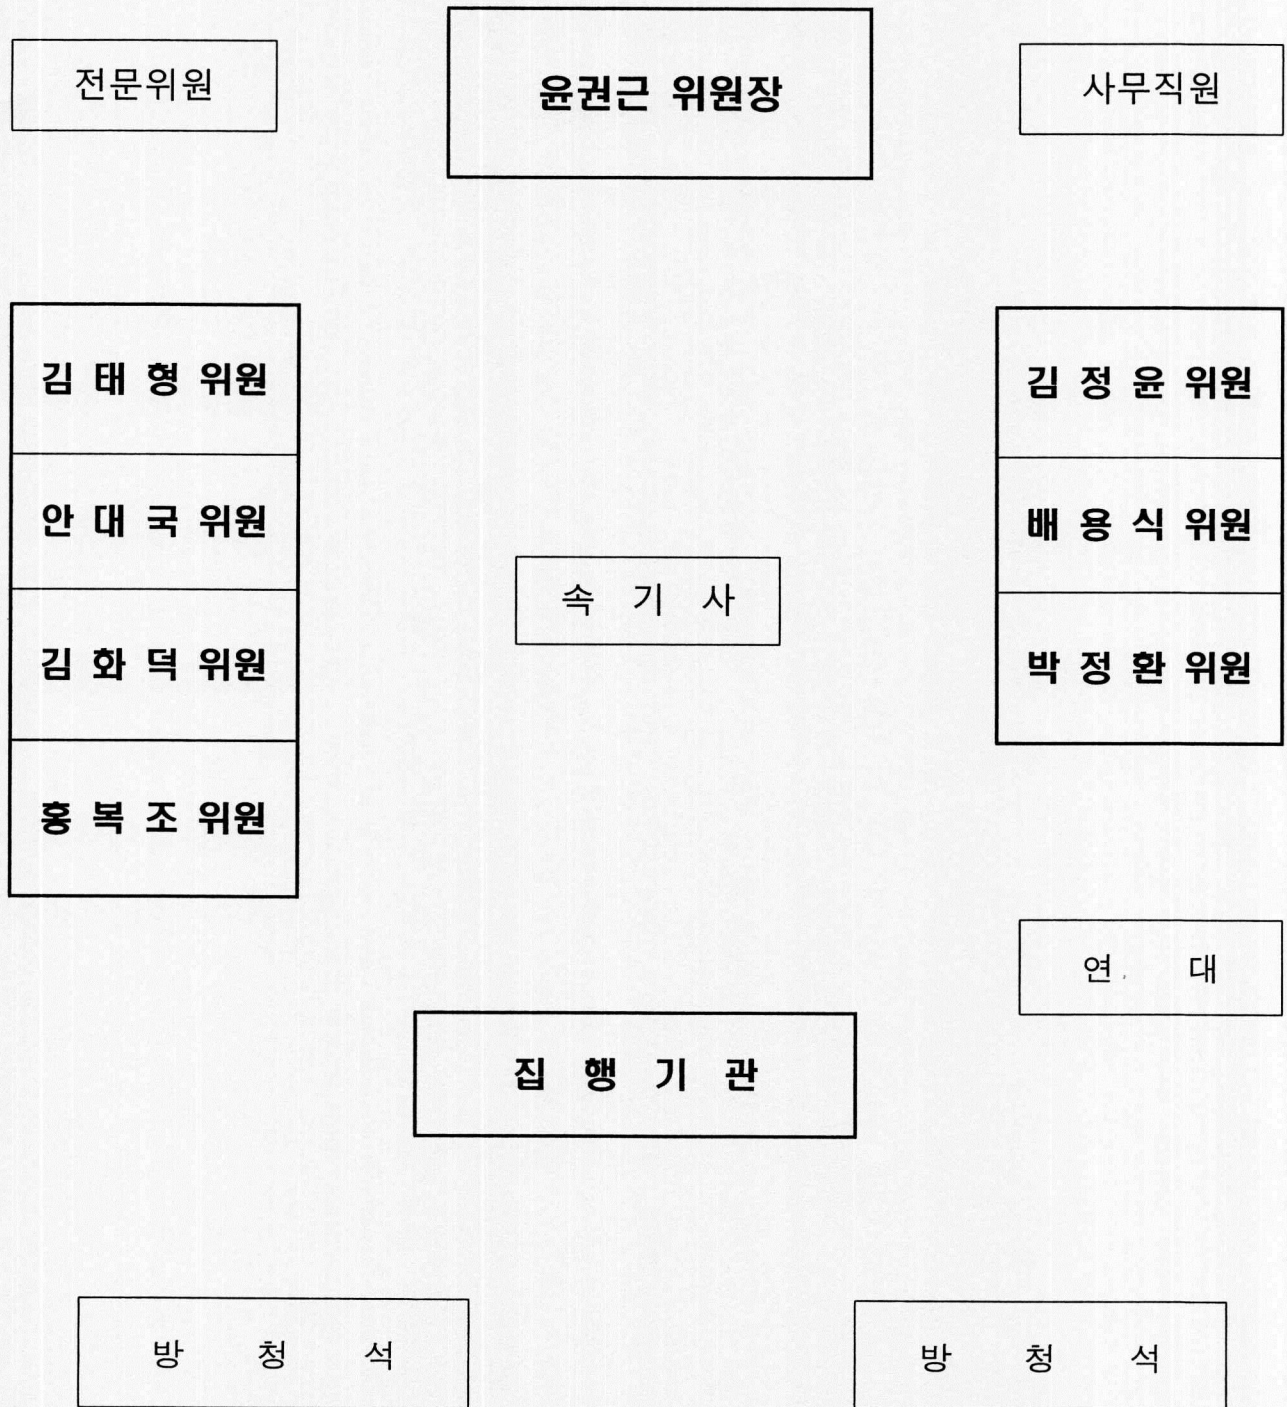 전문위원
윤권근 위원장
사무직원
김 태 형 위원
안 대 국 위원
김 화 덕 위원
홍 복 조 위원
속 기 사
김 정 윤 위원
배 용 식 위원
박 정 환 위원
연 대
집 행 기 관
방 청 석
방 청 석